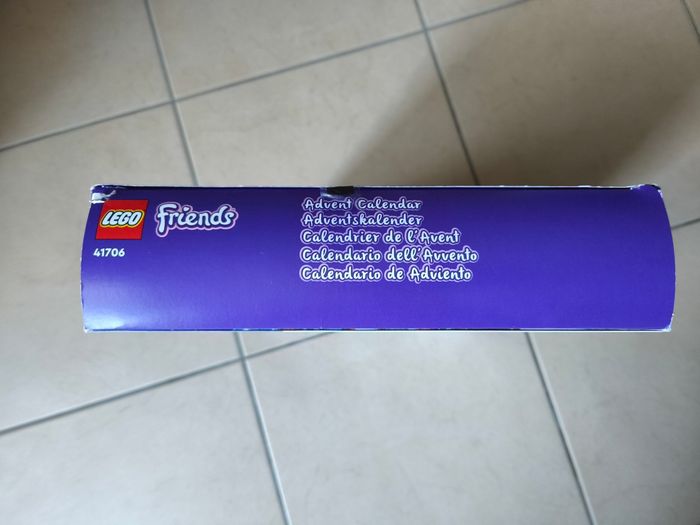 LEGO Friends
41706
Advent Calendar
Adventskalender
Calendrier de l'Avent
Calendario dell'Avvento
Calendario de Adviento